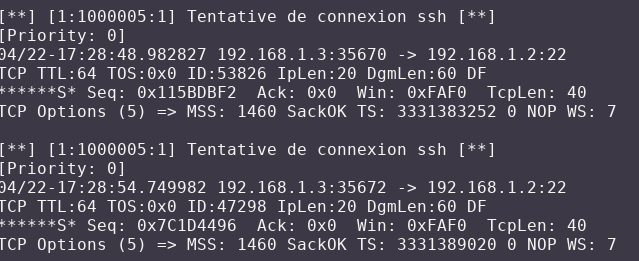 [**] [1:1000005:1] Tentative de connexion ssh [**]
[Priority: 0]
04/22-17:28:48.982827 192.168.1.3:35670 -> 192.168.1.2:22
TCP TTL:64 TOS:0x0 ID:53826 IpLen:20 DgmLen:60 DF
******S* Seq: 0x115BDBF2  Ack: 0x0  Win: 0xFAF0  TcpLen: 40
TCP Options (5) => MSS: 1460 SackOK TS: 3331383252 0 NOP WS: 7

[**] [1:1000005:1] Tentative de connexion ssh [**]
[Priority: 0]
04/22-17:28:54.749982 192.168.1.3:35672 -> 192.168.1.2:22
TCP TTL:64 TOS:0x0 ID:47298 IpLen:20 DgmLen:60 DF
******S* Seq: 0x7C1D4496  Ack: 0x0  Win: 0xFAF0  TcpLen: 40
TCP Options (5) => MSS: 1460 SackOK TS: 3331389020 0 NOP WS: 7